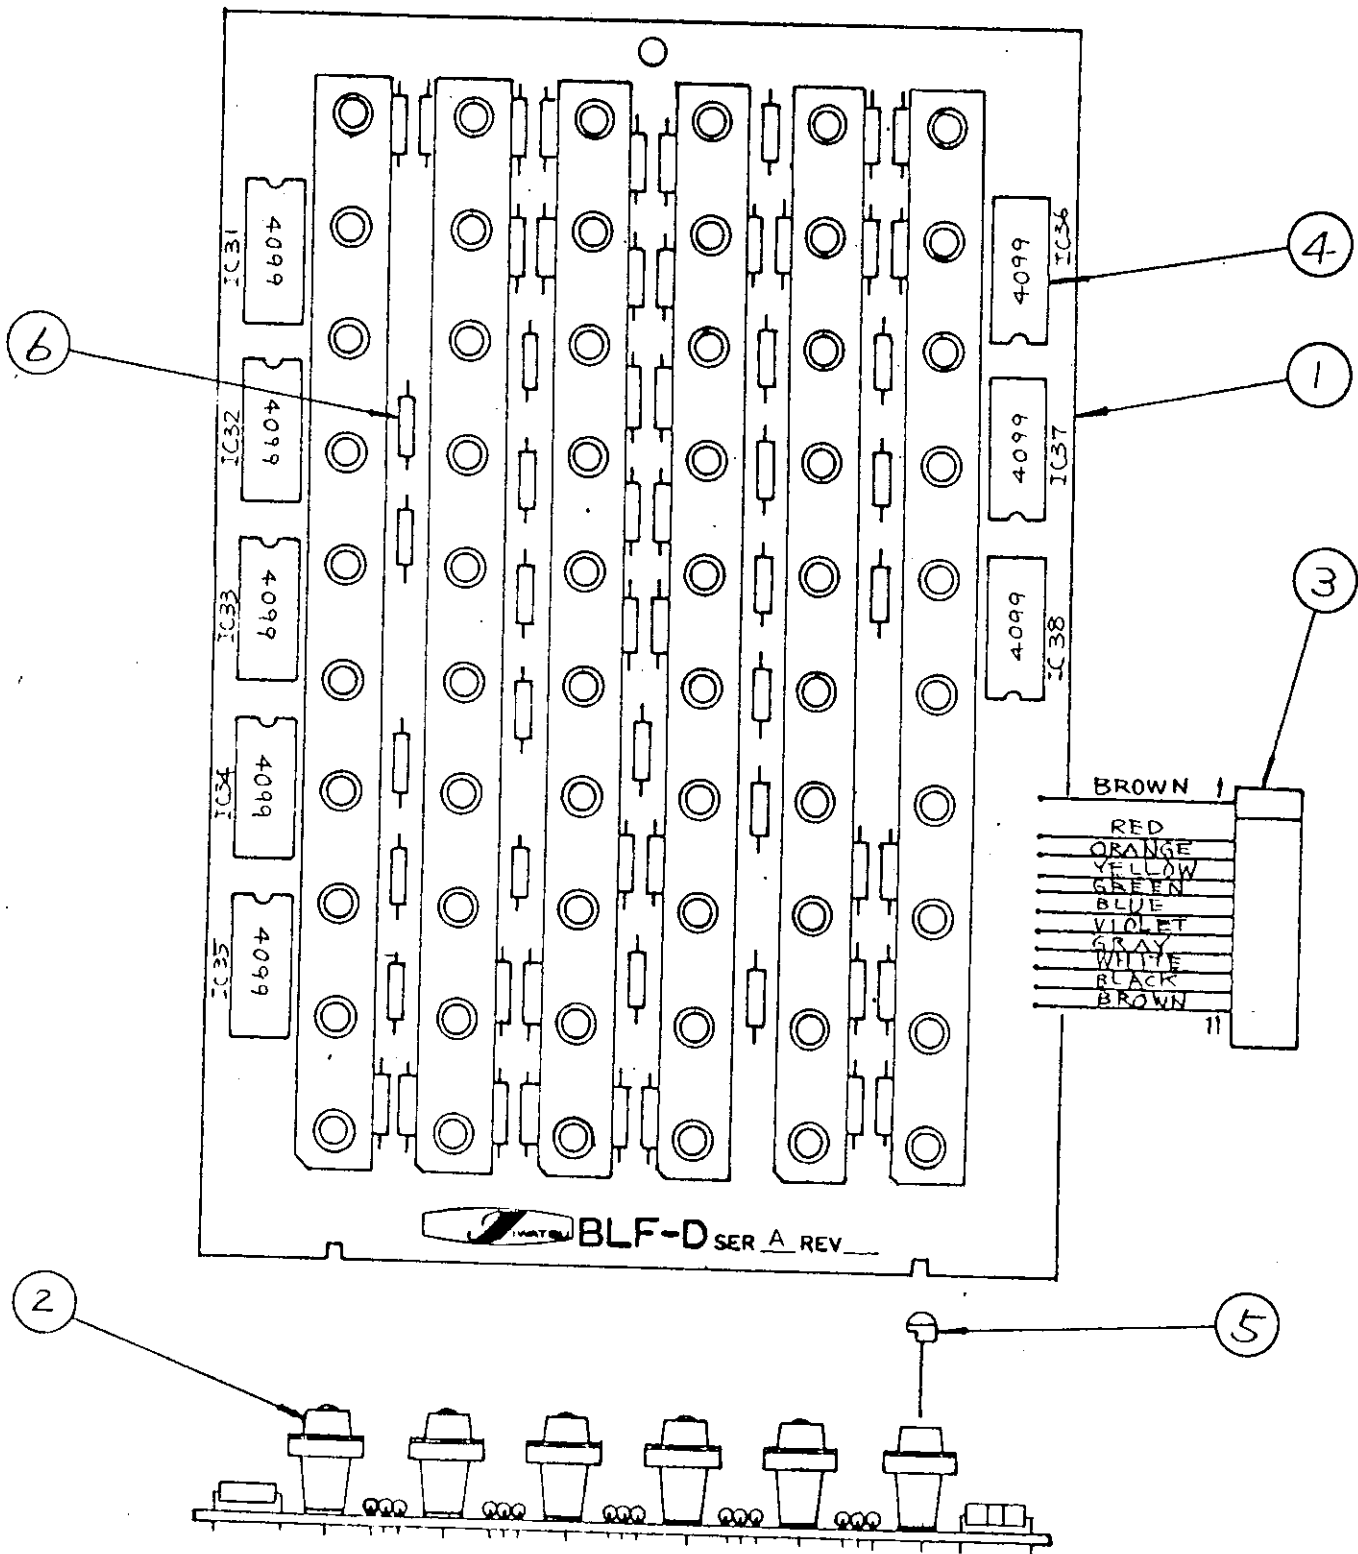 IC31
4099
IC32
4099
IC33
4099
IC34
4099
IC35
4099
IC36
4099
IC37
4099
IC38
4099
4
1
6
3
BROWN 1
RED
ORANGE
YELLOW
GREEN
BLUE
VIOLET
GRAY
WHITE
BLACK
BROWN
11
IWATSU BLF-D SER A REV
2
5